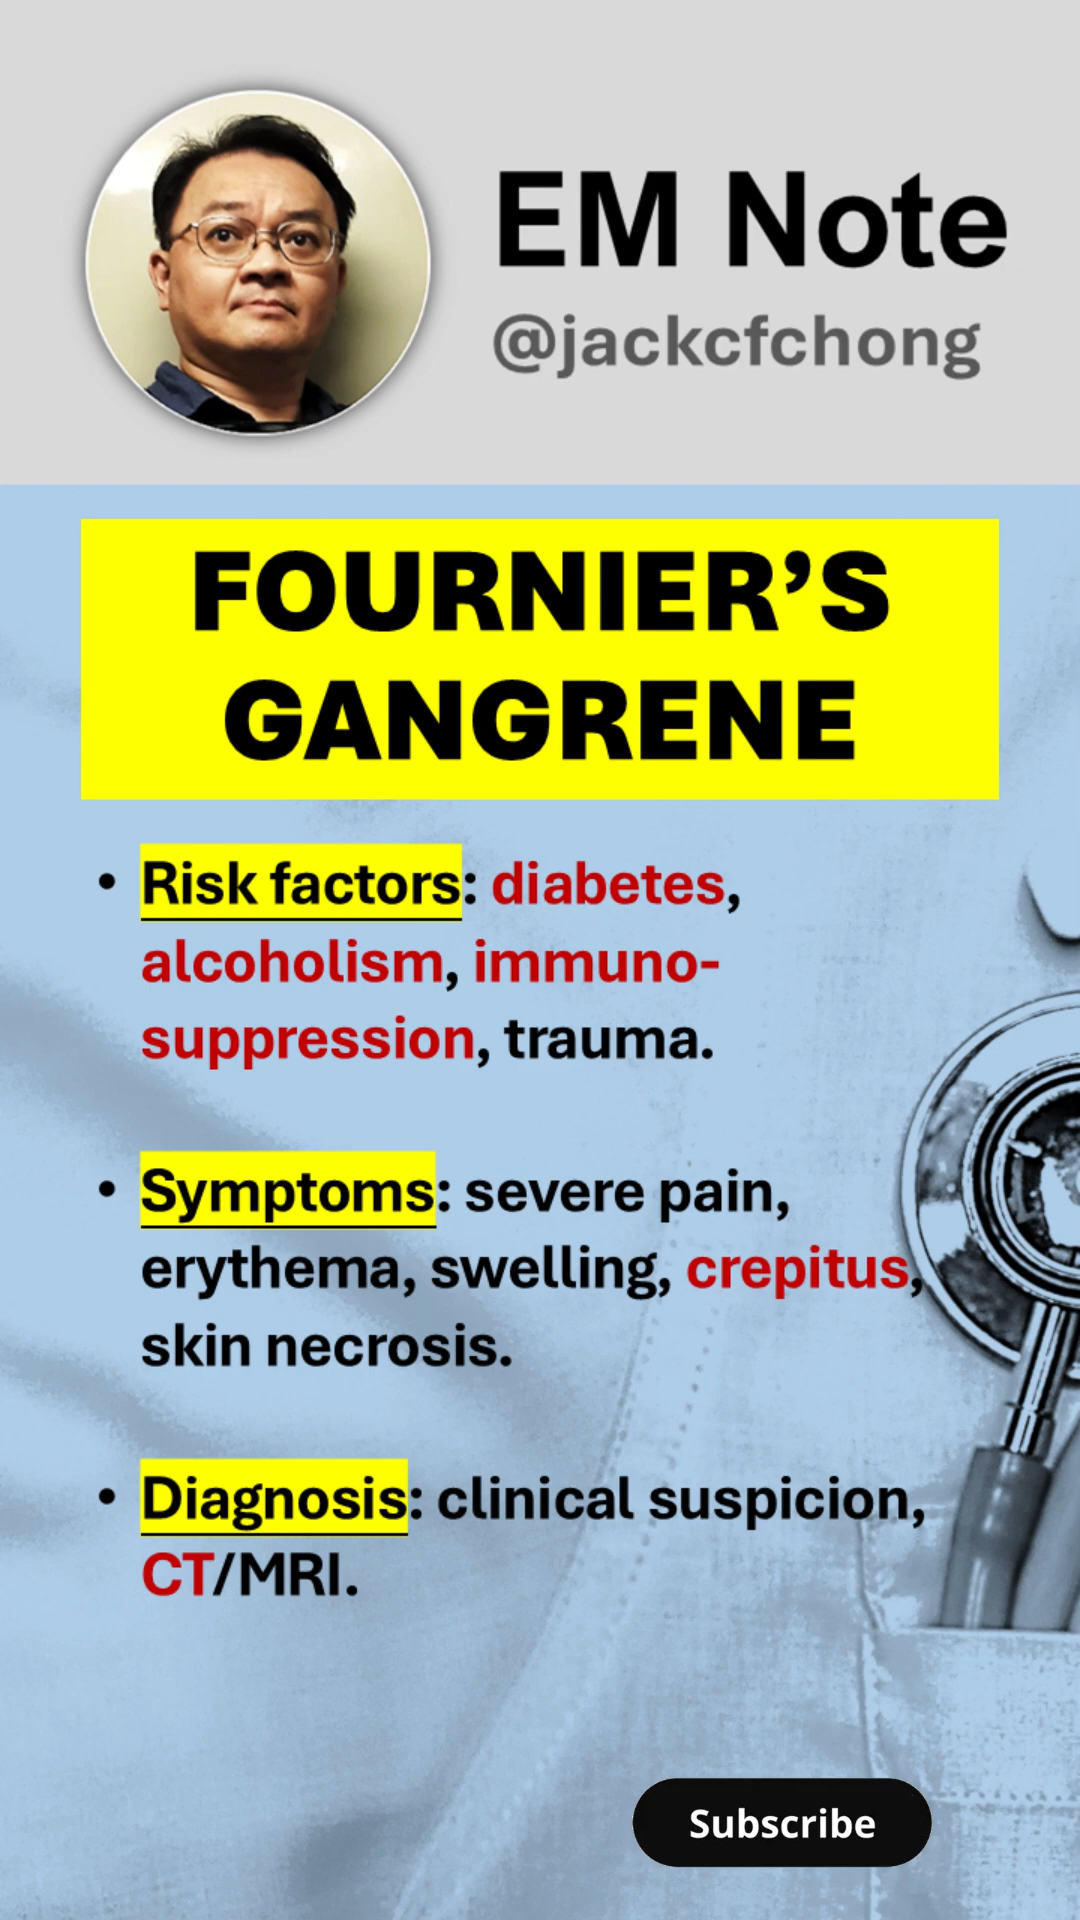 EM Note
@jackcfchong
FOURNIER’S
GANGRENE
• Risk factors: diabetes,
alcoholism, immuno-
suppression, trauma.
• Symptoms: severe pain,
erythema, swelling, crepitus,
skin necrosis.
• Diagnosis: clinical suspicion,
CT/MRI.
Subscribe